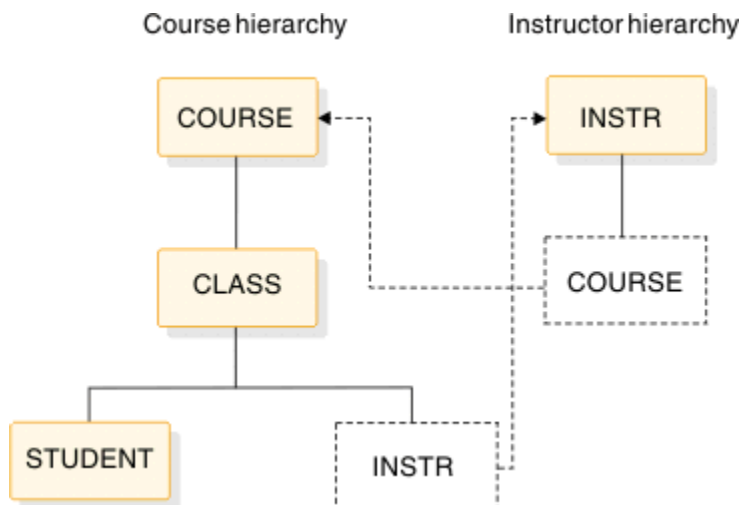 Course hierarchy
Instructor hierarchy
COURSE
INSTR
CLASS
COURSE
STUDENT
INSTR